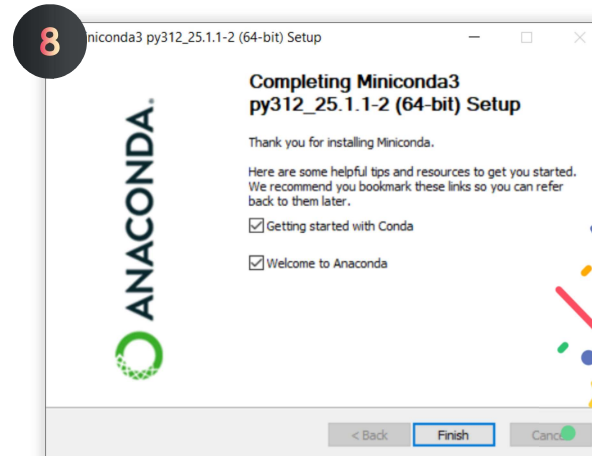 8
niconda3 py312_25.1.1-2 (64-bit) Setup
ANACONDA.
Completing Miniconda3
py312_25.1.1-2 (64-bit) Setup
Thank you for installing Miniconda.
Here are some helpful tips and resources to get you started.
We recommend you bookmark these links so you can refer
back to them later.
Getting started with Conda
Welcome to Anaconda
< Back Finish Cance